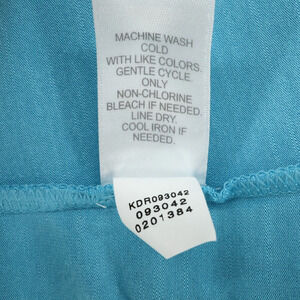 MACHINE WASH
COLD
WITH LIKE COLORS.
GENTLE CYCLE.
ONLY
NON-CHLORINE
BLEACH IF NEEDED.
LINE DRY.
COOL IRON IF NEEDED.
KDR093042
093042
0201384